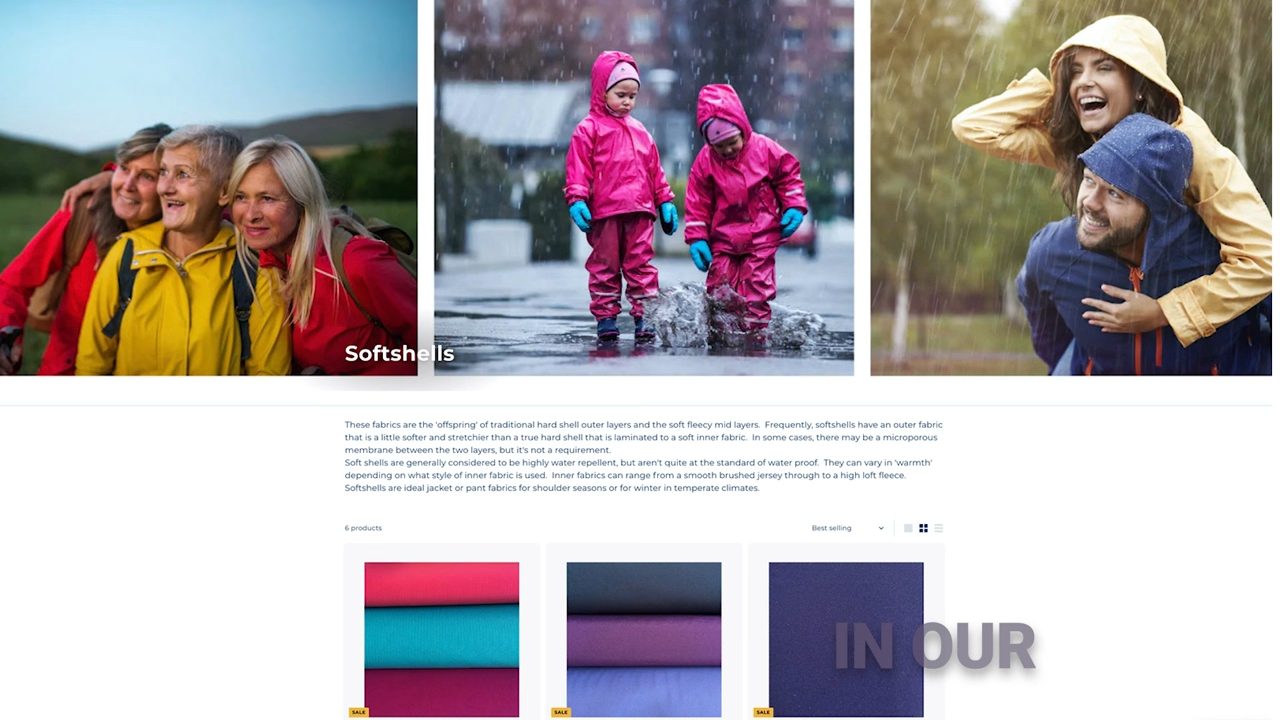 Softshells
These fabrics are the 'offspring' of traditional hard shell outer layers and the soft fleecy mid layers.  Frequently, softshells have an outer fabric
that is a little softer and stretchier than a true hard shell that is laminated to a soft inner fabric.  In some cases, there may be a microporous
membrane between the two layers, but it's not a requirement.
Soft shells are generally considered to be highly water repellent, but aren't quite at the standard of water proof.  They can vary in 'warmth'
depending on what style of inner fabric is used.  Inner fabrics can range from a smooth brushed jersey through to a high loft fleece.
Softshells are ideal jacket or pant fabrics for shoulder seasons or for winter in temperate climates.
6 products
Best selling
IN OUR
SALE
SALE
SALE